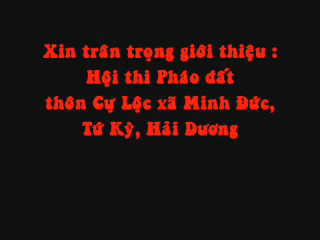 Xin trân trọng giới thiệu :
Hội thi Pháo đất
thôn Cự Lộc xã Minh Đức,
Tứ Kỳ, Hải Dương